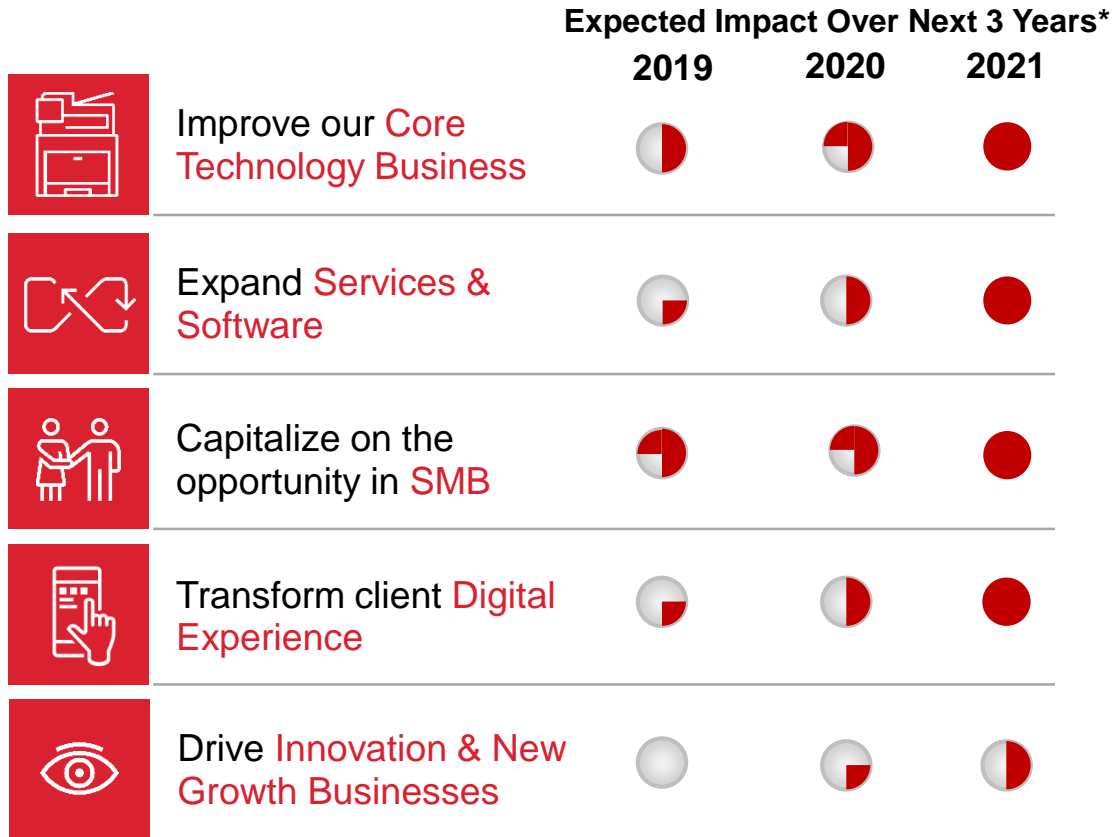 Expected Impact Over Next 3 Years*
2019 2020 2021
Improve our Core
Technology Business
Expand Services &
Software
Capitalize on the
opportunity in SMB
Transform client Digital
Experience
Drive Innovation & New
Growth Businesses